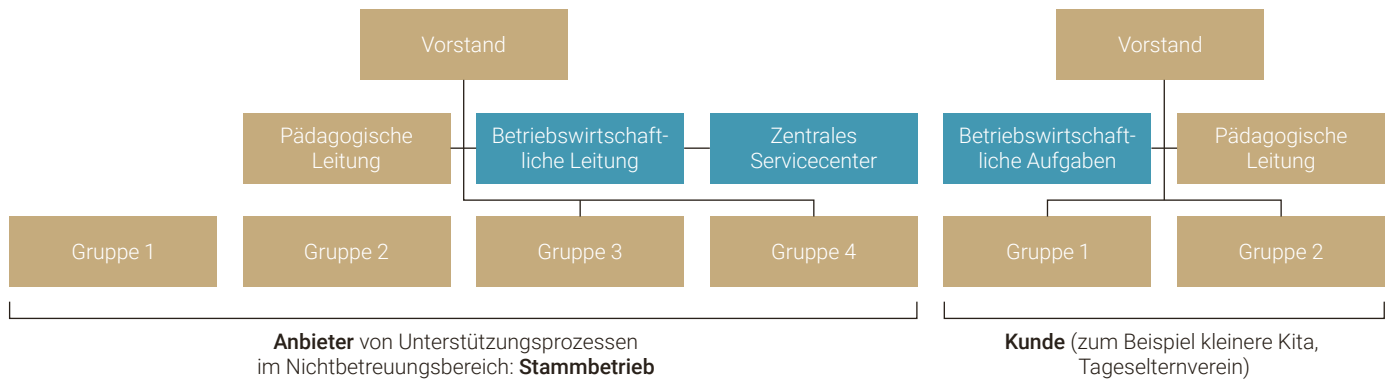 Vorstand
Vorstand
Pädagogische
Leitung
Betriebswirtschaft-
liche Leitung
Zentrales
Servicecenter
Betriebswirtschaft-
liche Aufgaben
Pädagogische
Leitung
Gruppe 1
Gruppe 2
Gruppe 3
Gruppe 4
Gruppe 1
Gruppe 2
Anbieter von Unterstützungsprozessen
im Nichtbetreuungsbereich: Stammbetrieb
Kunde (zum Beispiel kleinere Kita,
Tageselternverein)